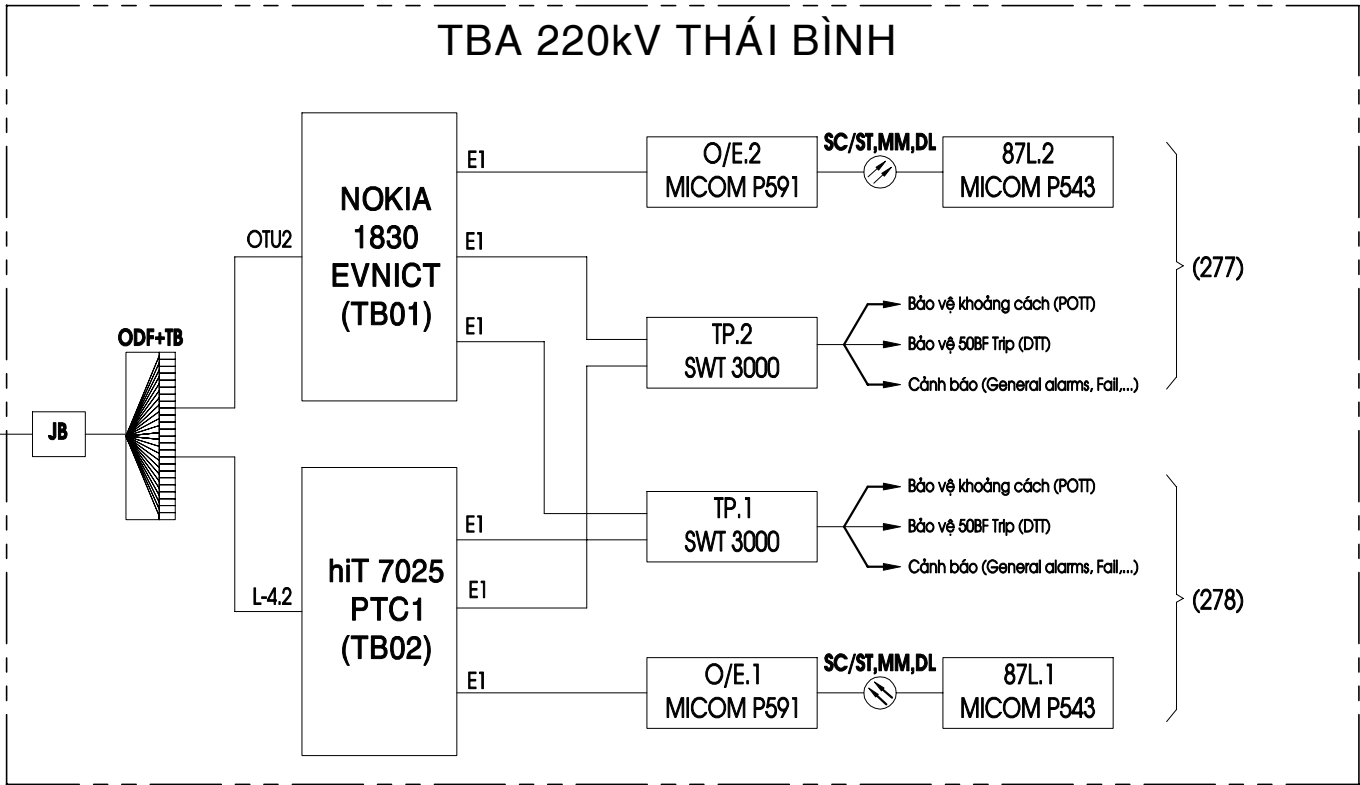 TBA 220kV THÁI BÌNH
JB
ODF+TB
OTU2
L-4.2
NOKIA
1830
EVNICT
(TB01)
E1
E1
E1
hiT 7025
PTC1
(TB02)
E1
E1
E1
O/E.2
MICOM P591
SC/ST,MM,DL
87L.2
MICOM P543
TP.2
SWT 3000
Bảo vệ khoảng cách (POTT)
Bảo vệ 50BF Trip (DTT)
Cảnh báo (General alarms, Fail,...)
(277)
TP.1
SWT 3000
Bảo vệ khoảng cách (POTT)
Bảo vệ 50BF Trip (DTT)
Cảnh báo (General alarms, Fail,...)
O/E.1
MICOM P591
SC/ST,MM,DL
87L.1
MICOM P543
(278)